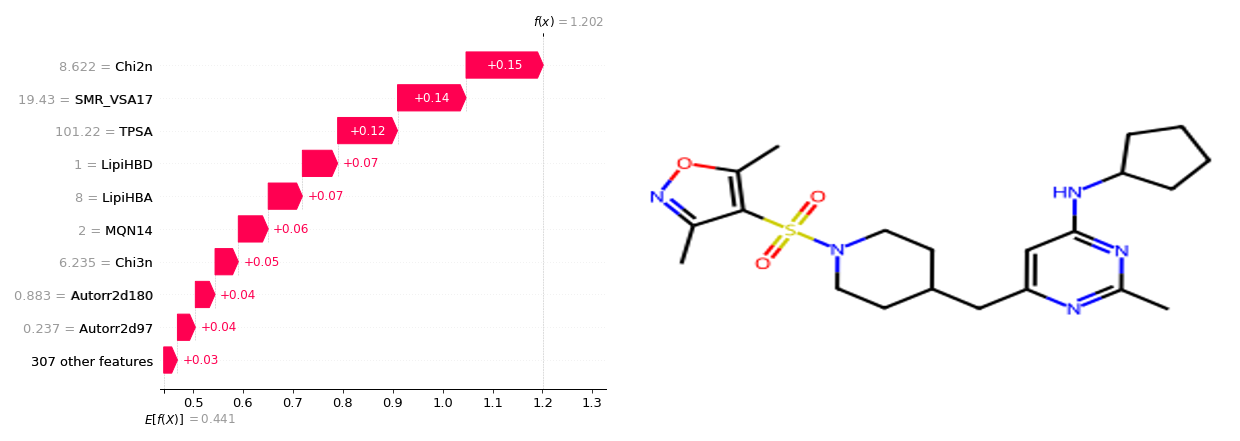 f(x) = 1.202
8.622 = Chi2n
+0.15
19.43 = SMR_VSA17
+0.14
101.22 = TPSA
+0.12
1 = LipiHBD
+0.07
8 = LipiHBA
+0.07
2 = MQN14
+0.06
6.235 = Chi3n
+0.05
0.883 = Autorr2d180
+0.04
0.237 = Autorr2d97
+0.04
307 other features
+0.03
0.5 0.6 0.7 0.8 0.9 1.0 1.1 1.2 1.3
E[f(X)] = 0.441
O
N
S
O
O
N
HN
N
N